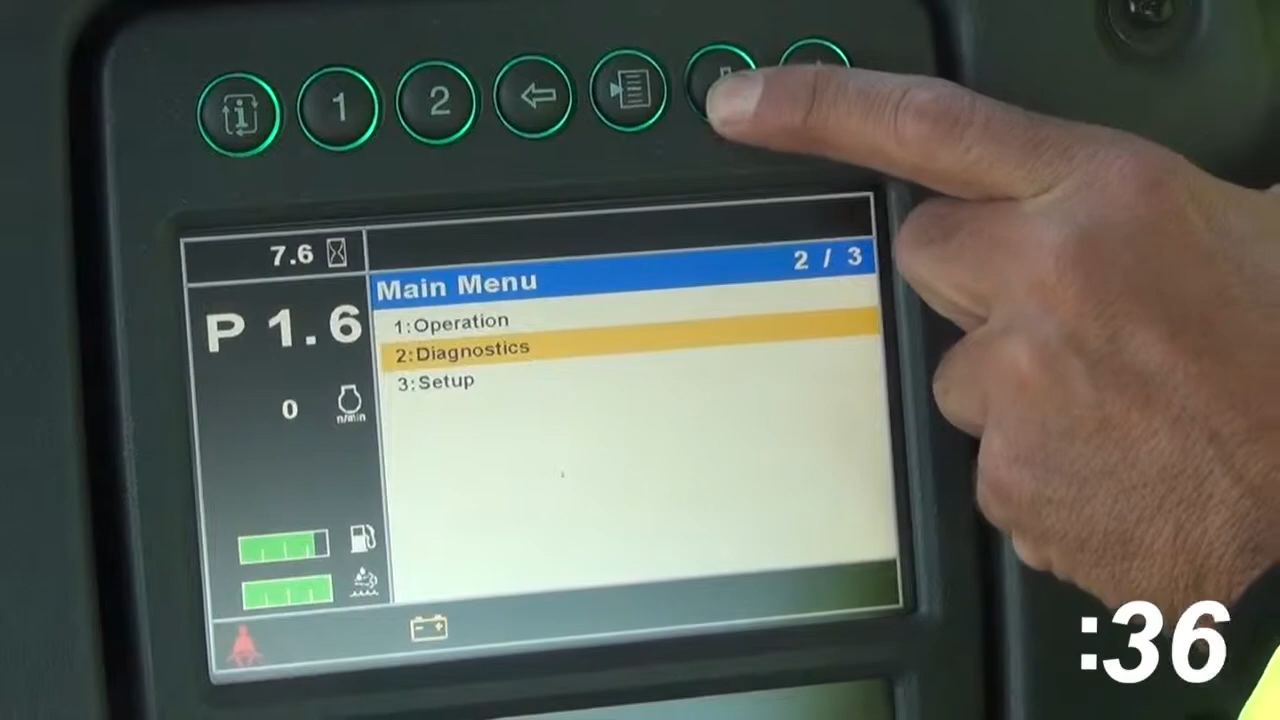 1
2
7.6
Main Menu 2 / 3
P 1.6
1:Operation
2:Diagnostics
3:Setup
0
n/min
:36